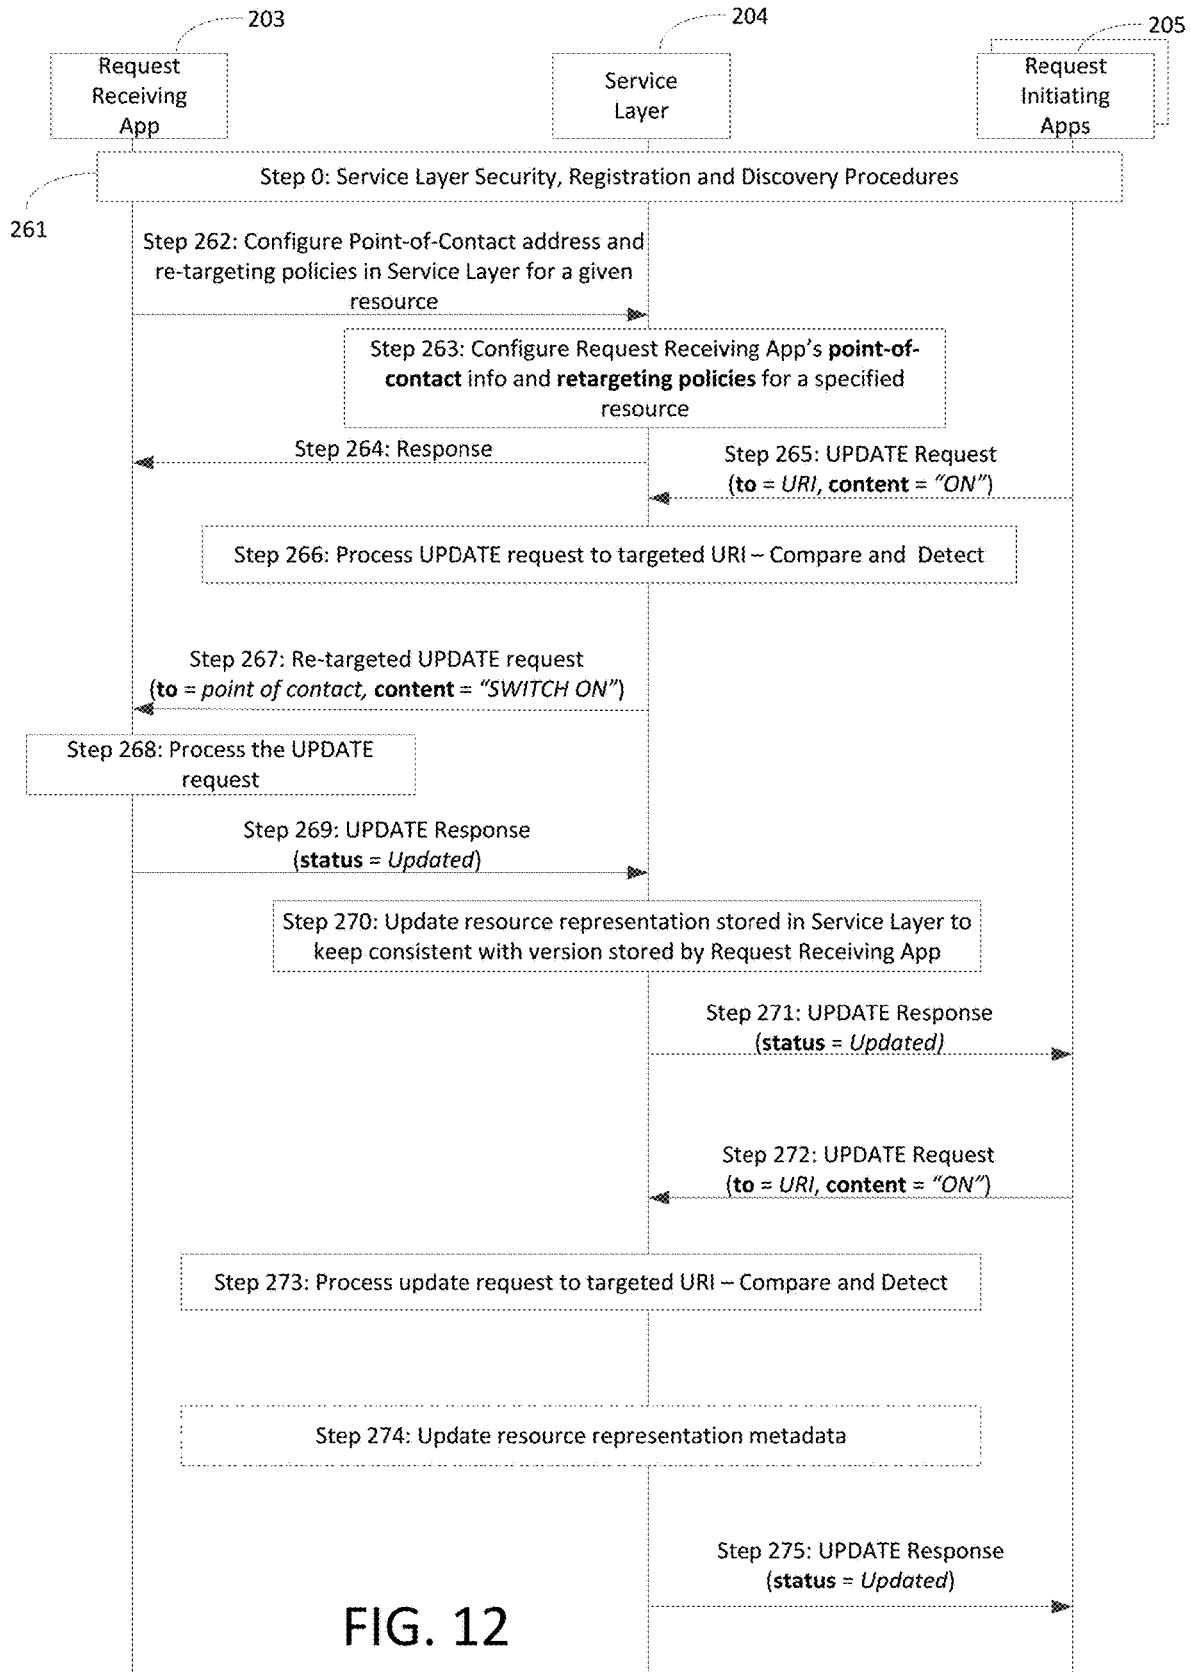 203
204
205
Request
Receiving
App
Service
Layer
Request
Initiating
Apps
Step 0: Service Layer Security, Registration and Discovery Procedures
261
Step 262: Configure Point-of-Contact address and
re-targeting policies in Service Layer for a given
resource
Step 263: Configure Request Receiving App's point-of-
contact info and retargeting policies for a specified
resource
Step 264: Response
Step 265: UPDATE Request
(to = URI, content = “ON”)
Step 266: Process UPDATE request to targeted URI – Compare and Detect
Step 267: Re-targeted UPDATE request
(to = point of contact, content = “SWITCH ON”)
Step 268: Process the UPDATE
request
Step 269: UPDATE Response
(status = Updated)
Step 270: Update resource representation stored in Service Layer to
keep consistent with version stored by Request Receiving App
Step 271: UPDATE Response
(status = Updated)
Step 272: UPDATE Request
(to = URI, content = “ON”)
Step 273: Process update request to targeted URI – Compare and Detect
Step 274: Update resource representation metadata
Step 275: UPDATE Response
(status = Updated)
FIG. 12